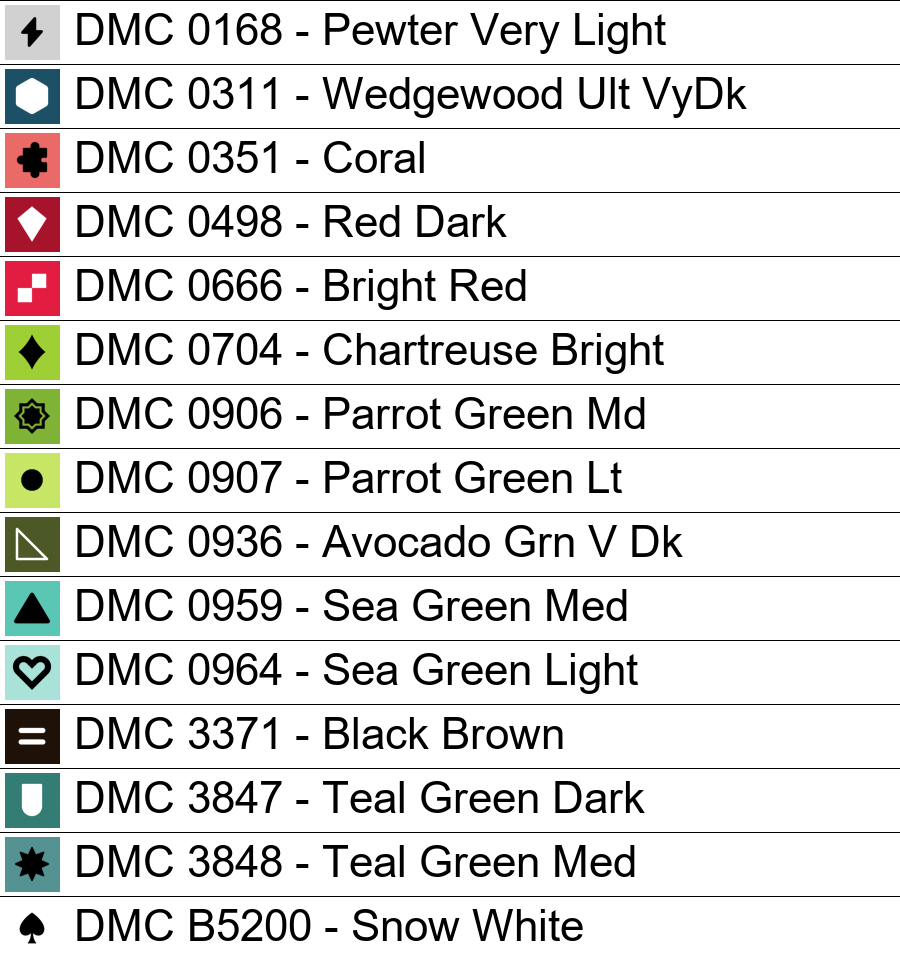 DMC 0168 - Pewter Very Light
DMC 0311 - Wedgewood Ult VyDk
DMC 0351 - Coral
DMC 0498 - Red Dark
DMC 0666 - Bright Red
DMC 0704 - Chartreuse Bright
DMC 0906 - Parrot Green Md
DMC 0907 - Parrot Green Lt
DMC 0936 - Avocado Grn V Dk
DMC 0959 - Sea Green Med
DMC 0964 - Sea Green Light
DMC 3371 - Black Brown
DMC 3847 - Teal Green Dark
DMC 3848 - Teal Green Med
DMC B5200 - Snow White